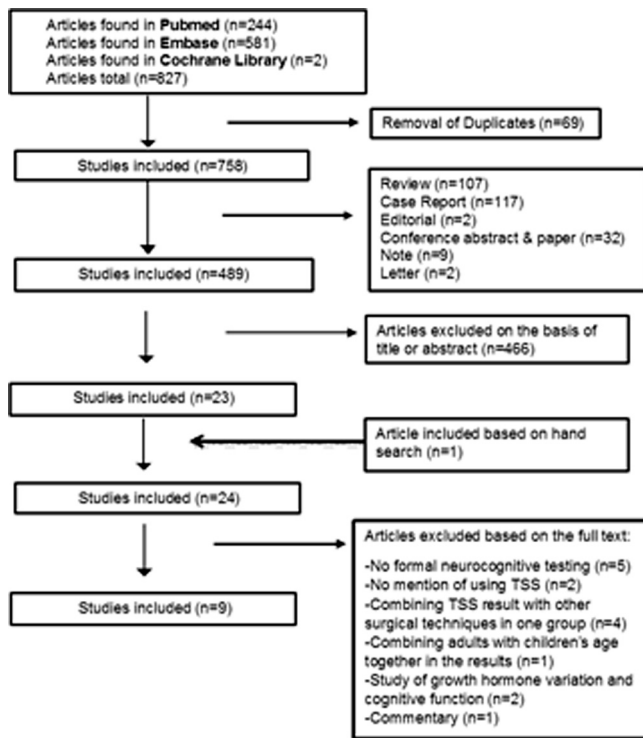 Articles found in Pubmed (n=244)
Articles found in Embase (n=581)
Articles found in Cochrane Library (n=2)
Articles total (n=827)
Removal of Duplicates (n=69)
Studies included (n=758)
Review (n=107)
Case Report (n=117)
Editorial (n=2)
Conference abstract & paper (n=32)
Note (n=9)
Letter (n=2)
Studies included (n=489)
Articles excluded on the basis of
title or abstract (n=466)
Studies included (n=23)
Article included based on hand
search (n=1)
Studies included (n=24)
Articles excluded based on the full text:
-No formal neurocognitive testing (n=5)
-No mention of using TSS (n=2)
-Combining TSS result with other
surgical techniques in one group (n=4)
-Combining adults with children's age
together in the results (n=1)
-Study of growth hormone variation and
cognitive function (n=2)
-Commentary (n=1)
Studies included (n=9)